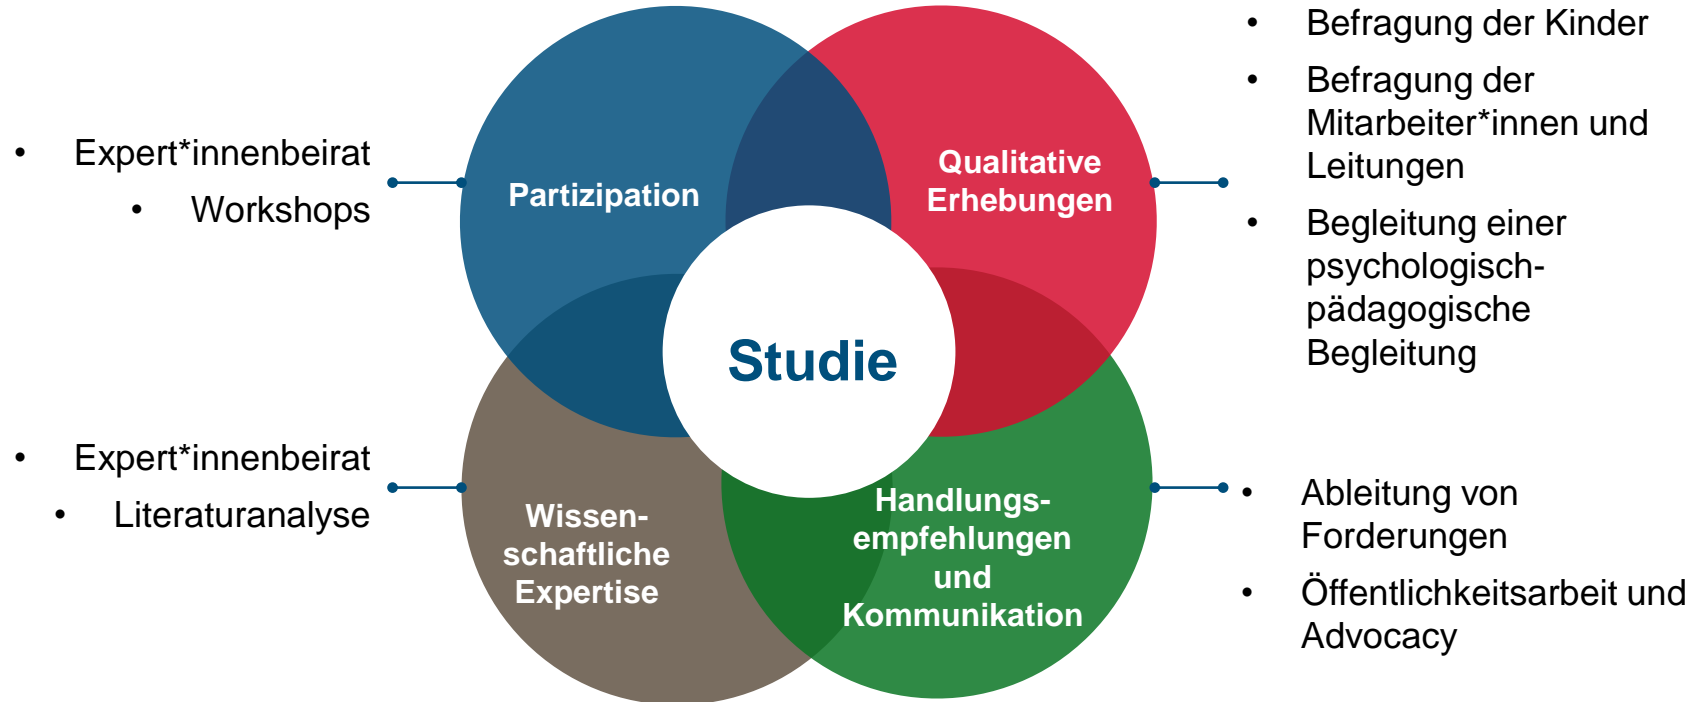 • Expert*innenbeirat
• Workshops
Partizipation
Qualitative
Erhebungen
• Befragung der Kinder
• Befragung der
Mitarbeiter*innen und
Leitungen
• Begleitung einer
psychologisch-
pädagogische
Begleitung
Studie
• Expert*innenbeirat
• Literaturanalyse
Wissen-
schaftliche
Expertise
Handlungs-
empfehlungen
und
Kommunikation
• Ableitung von
Forderungen
• Öffentlichkeitsarbeit und
Advocacy